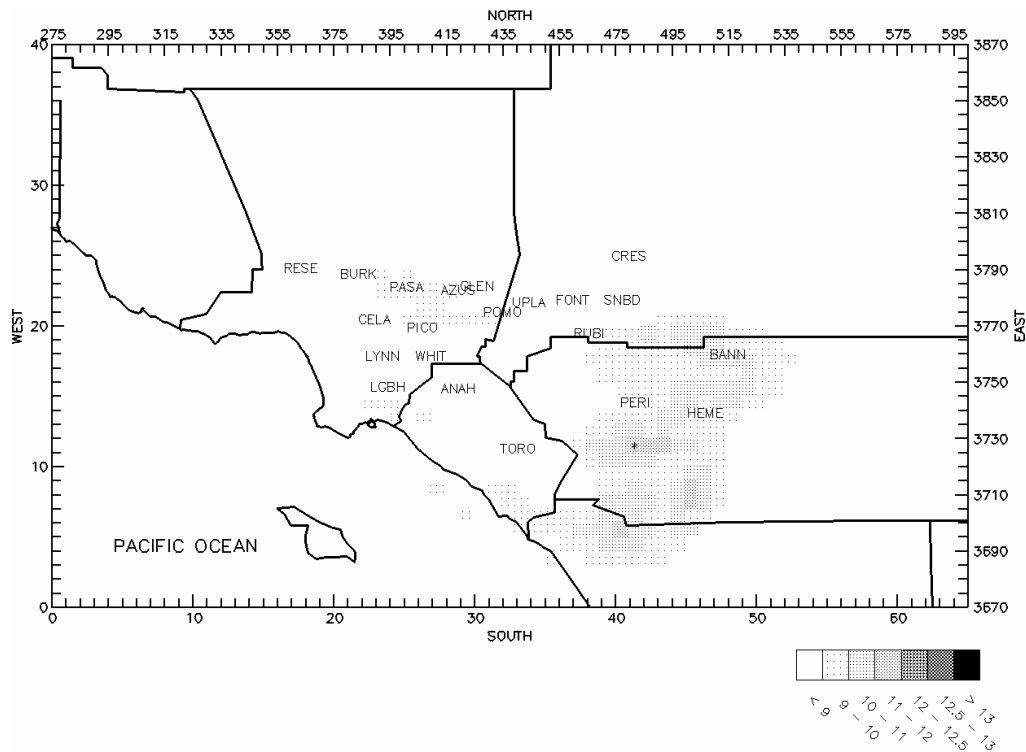 NORTH
275 295 315 335 355 375 395 415 435 455 475 495 515 535 555 575 595
40 3870
3850
3830
30
3810
CRES
RESE BURK 3790
PASA AZUS GLEN
UPLA FONT SNBD
POMO
CELA
WEST 20 PICO RUBI 3770 EAST
LYNN WHIT BANN
LGBH ANAH 3750
PERI
HEME
*
TORO 3730
10
3710
PACIFIC OCEAN 3690
0 3670
0 10 20 30 40 50 60
SOUTH
< 9
9 - 10
10 - 11
11 - 12
12 - 12.5
12.5 - 13
> 13